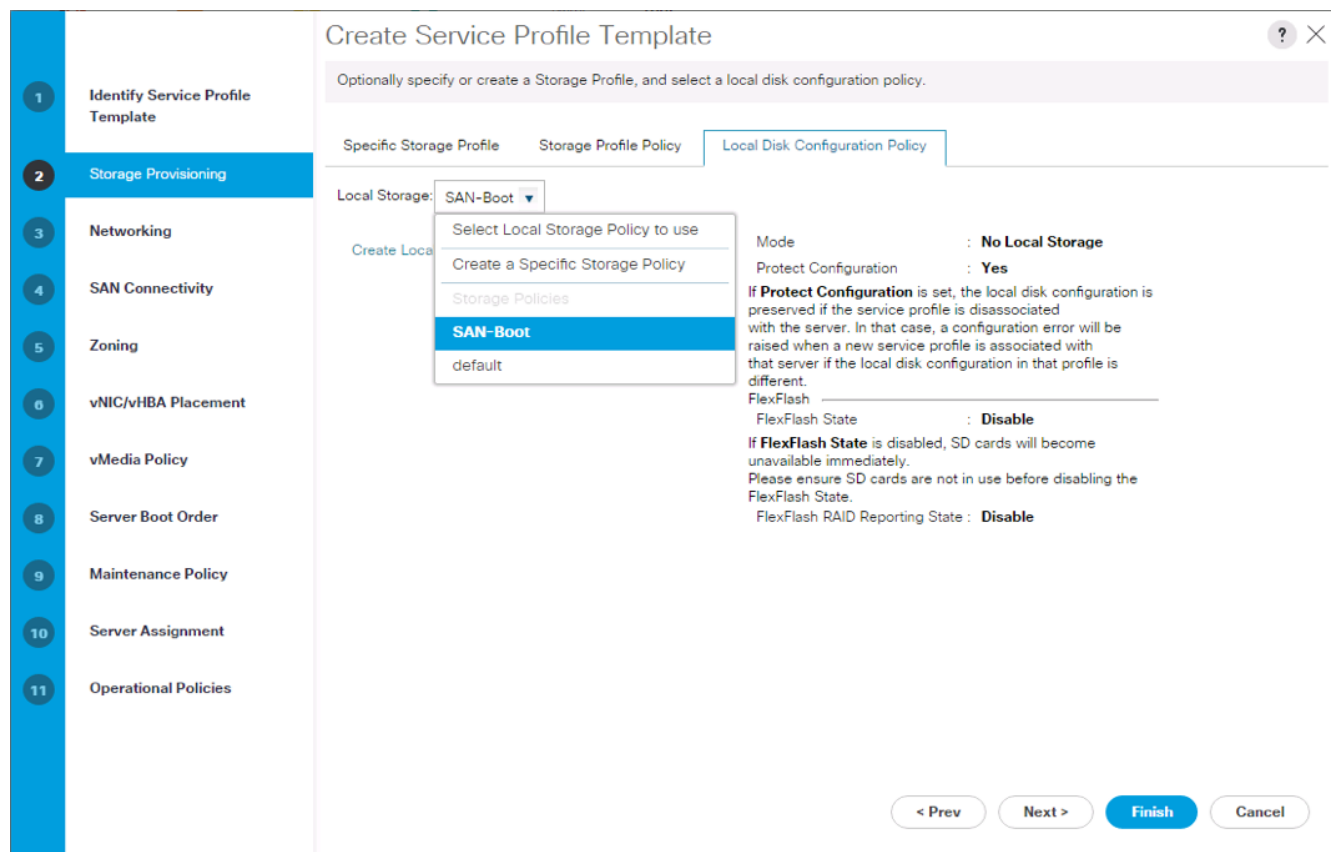 Create Service Profile Template
?
Optionally specify or create a Storage Profile, and select a local disk configuration policy.
1 Identify Service Profile
Template
2 Storage Provisioning
3 Networking
4 SAN Connectivity
5 Zoning
6 vNIC/vHBA Placement
7 vMedia Policy
8 Server Boot Order
9 Maintenance Policy
10 Server Assignment
11 Operational Policies
Specific Storage Profile Storage Profile Policy Local Disk Configuration Policy
Local Storage: SAN-Boot
Select Local Storage Policy to use
Create Loca
Create a Specific Storage Policy
Storage Policies
SAN-Boot
default
Mode : No Local Storage
Protect Configuration : Yes
If Protect Configuration is set, the local disk configuration is
preserved if the service profile is disassociated
with the server. In that case, a configuration error will be
raised when a new service profile is associated with
that server if the local disk configuration in that profile is
different.
FlexFlash
FlexFlash State : Disable
If FlexFlash State is disabled, SD cards will become
unavailable immediately.
Please ensure SD cards are not in use before disabling the
FlexFlash State.
FlexFlash RAID Reporting State : Disable
< Prev Next > Finish Cancel